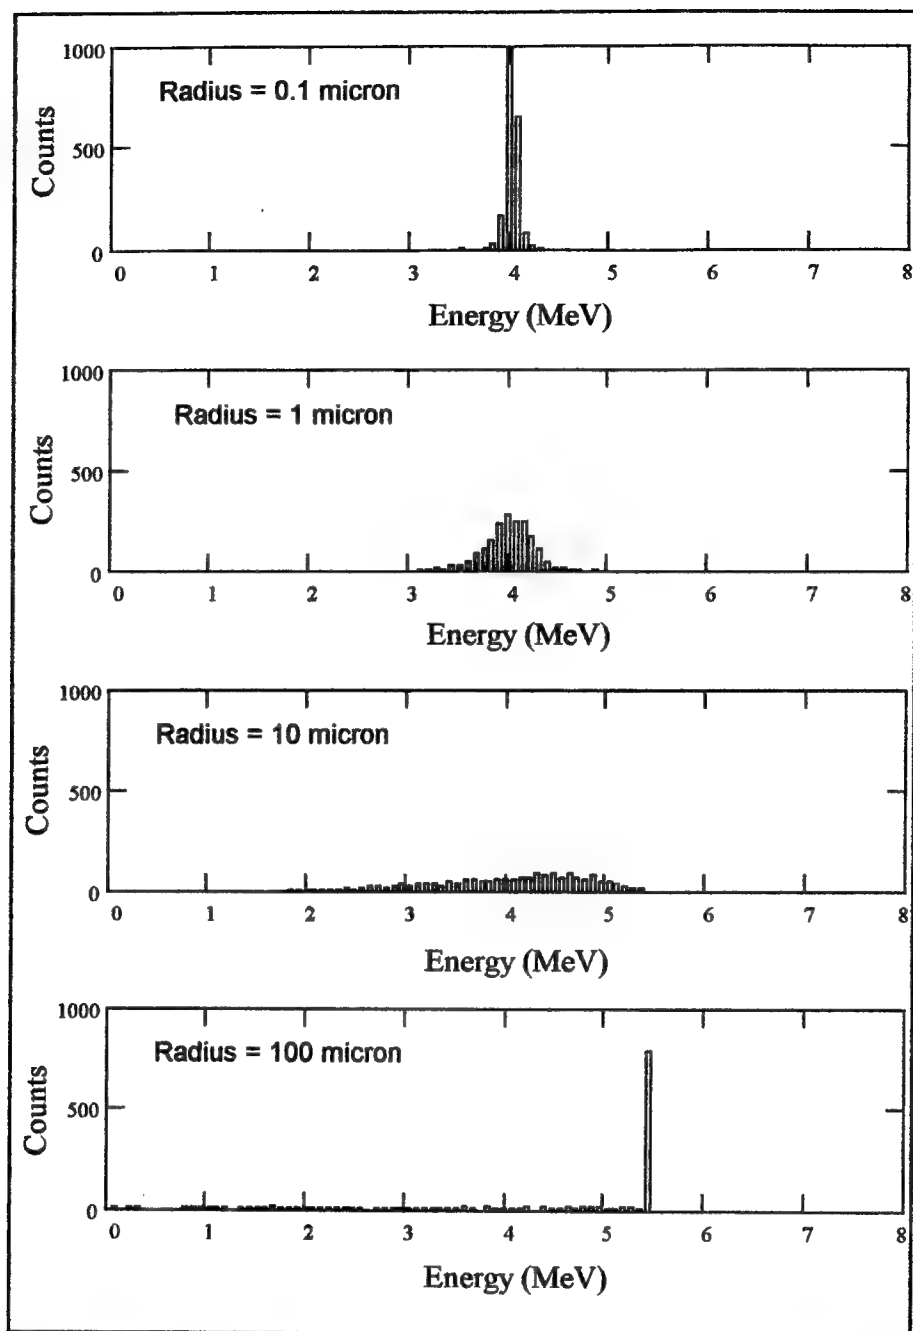 1000
Radius = 0.1 micron
Counts
500
0
0 1 2 3 4 5 6 7 8
Energy (MeV)
1000
Radius = 1 micron
Counts
500
0
0 1 2 3 4 5 6 7 8
Energy (MeV)
1000
Radius = 10 micron
Counts
500
0
0 1 2 3 4 5 6 7 8
Energy (MeV)
1000
Radius = 100 micron
Counts
500
0
0 1 2 3 4 5 6 7 8
Energy (MeV)